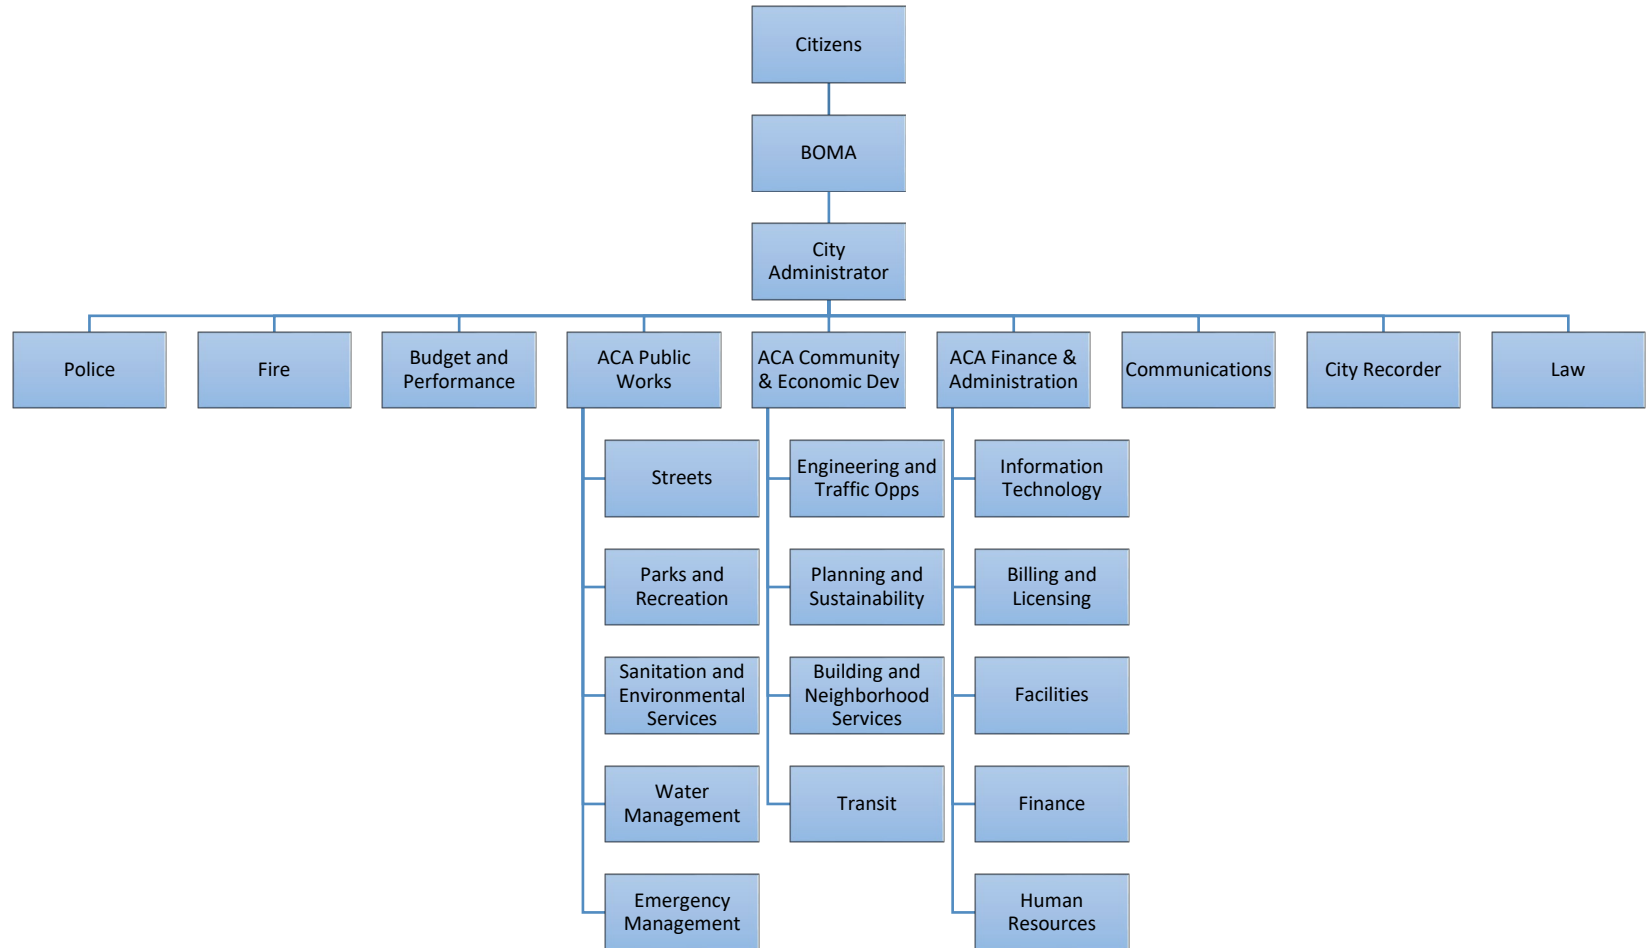 Citizens
BOMA
City
Administrator
Police
Fire
Budget and
Performance
ACA Public
Works
ACA Community
& Economic Dev
ACA Finance &
Administration
Communications
City Recorder
Law
Streets
Parks and
Recreation
Sanitation and
Environmental
Services
Water
Management
Emergency
Management
Engineering and
Traffic Opps
Planning and
Sustainability
Building and
Neighborhood
Services
Transit
Information
Technology
Billing and
Licensing
Facilities
Finance
Human
Resources